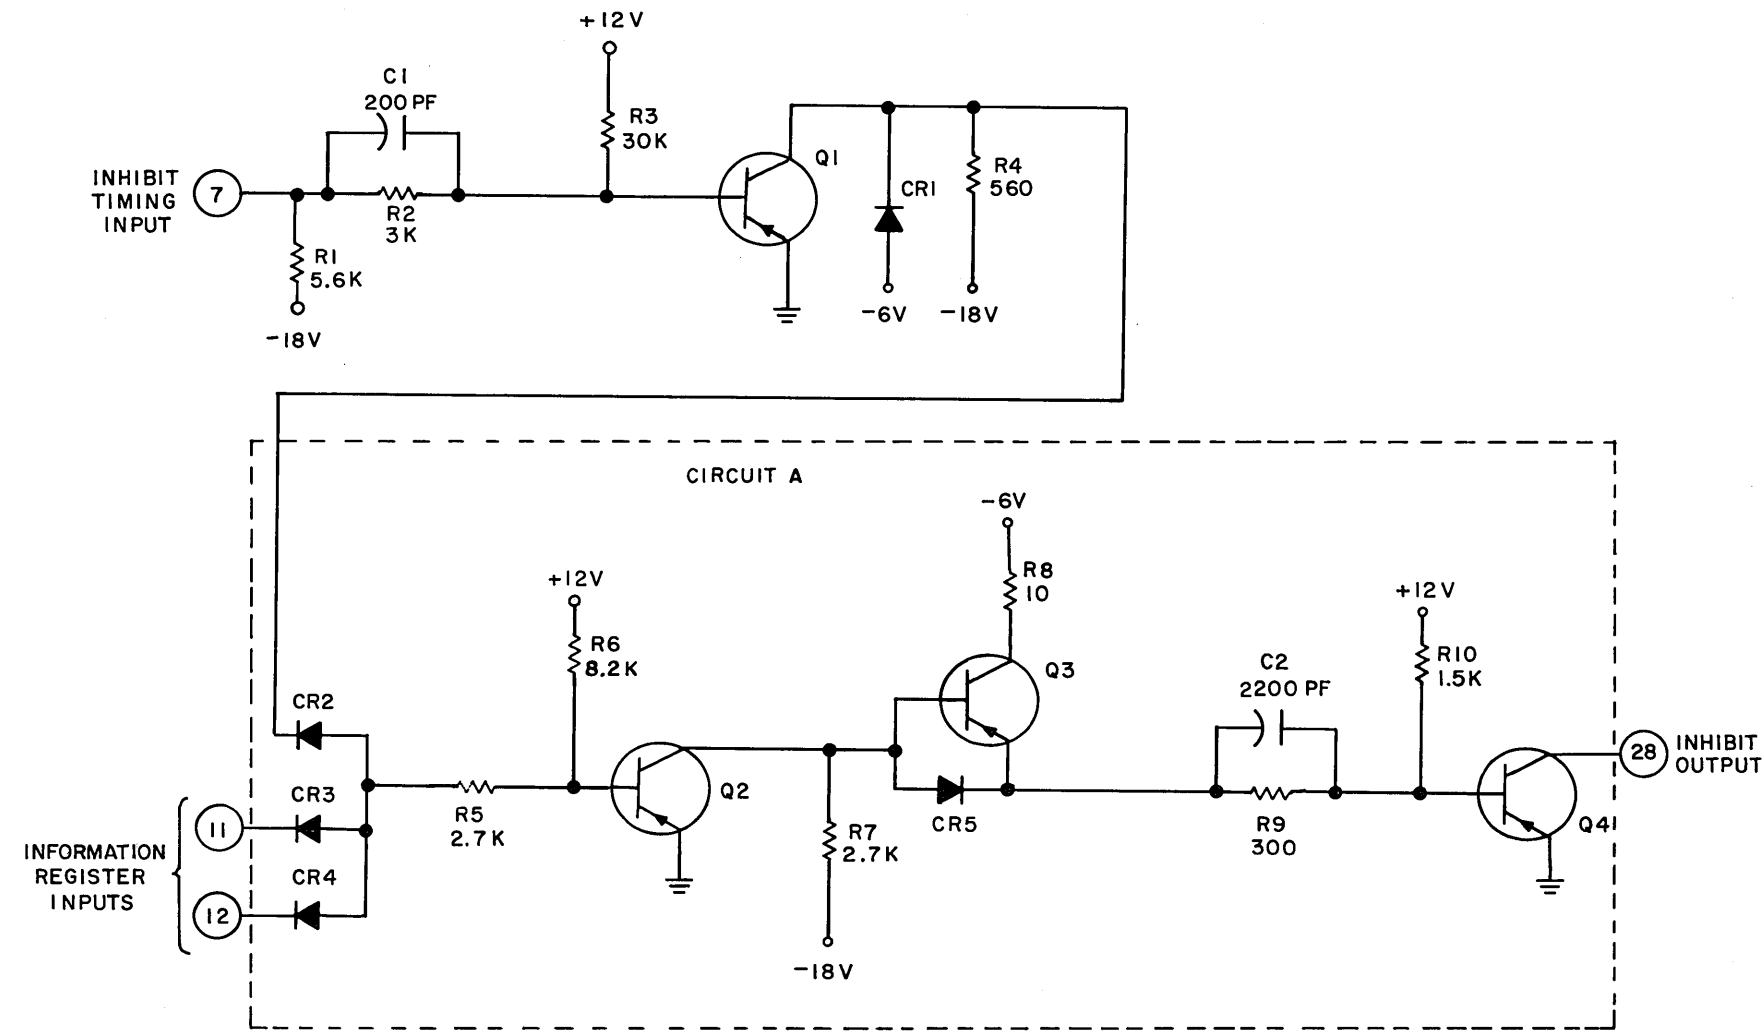 +12V
C1
200 PF
R3
30K
Q1
CR1
R4
560
INHIBIT
TIMING
INPUT
7
R2
3K
R1
5.6K
-18V
-6V
-18V
CIRCUIT A
-6V
R8
10
+12V
R6
8.2K
Q3
+12V
R10
1.5K
C2
2200 PF
CR2
28
INHIBIT
OUTPUT
Q2
R5
2.7K
CR3
11
CR5
R7
2.7K
R9
300
Q4
INFORMATION
REGISTER
INPUTS
CR4
12
-18V